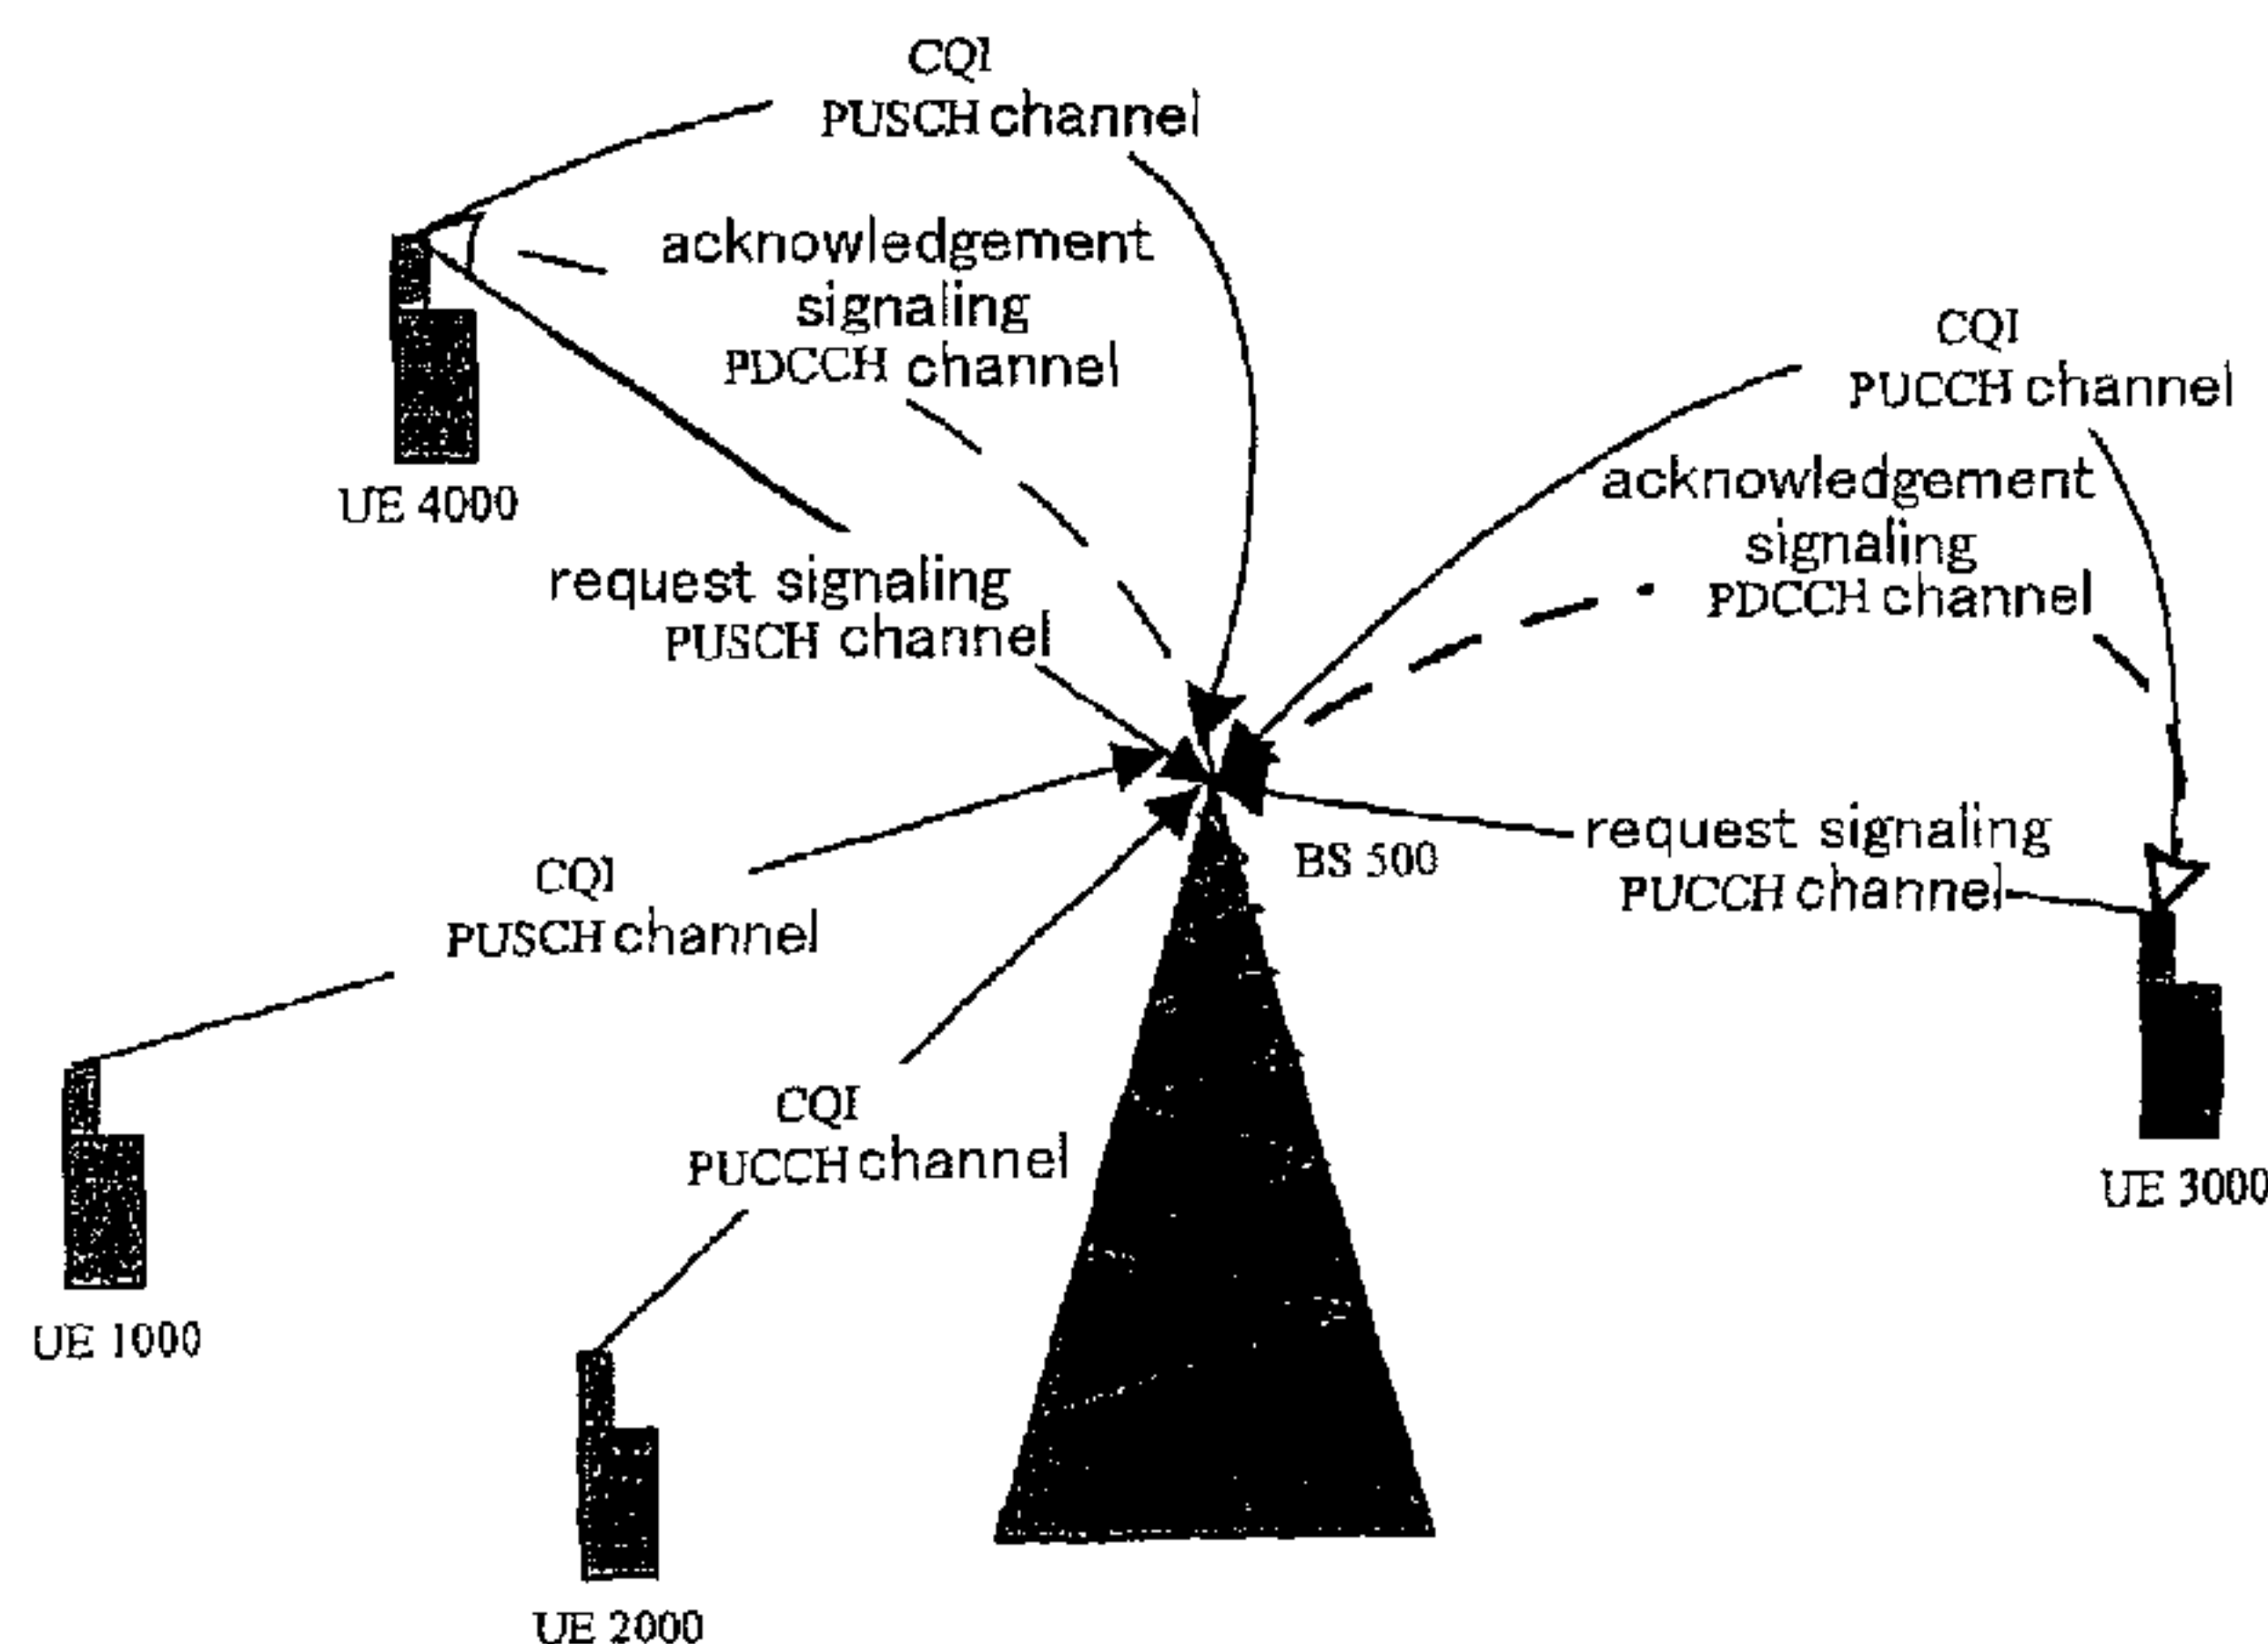 CQI
PUSCH channel
acknowledgement
signaling
PDCCH channel
UE 4000
request signaling
PUSCH channel
CQI
PUCCH channel
acknowledgement
signaling
PDCCH channel
request signaling
PUCCH channel
BS 500
UE 3000
CQI
PUSCH channel
UE 1000
CQI
PUCCH channel
UE 2000